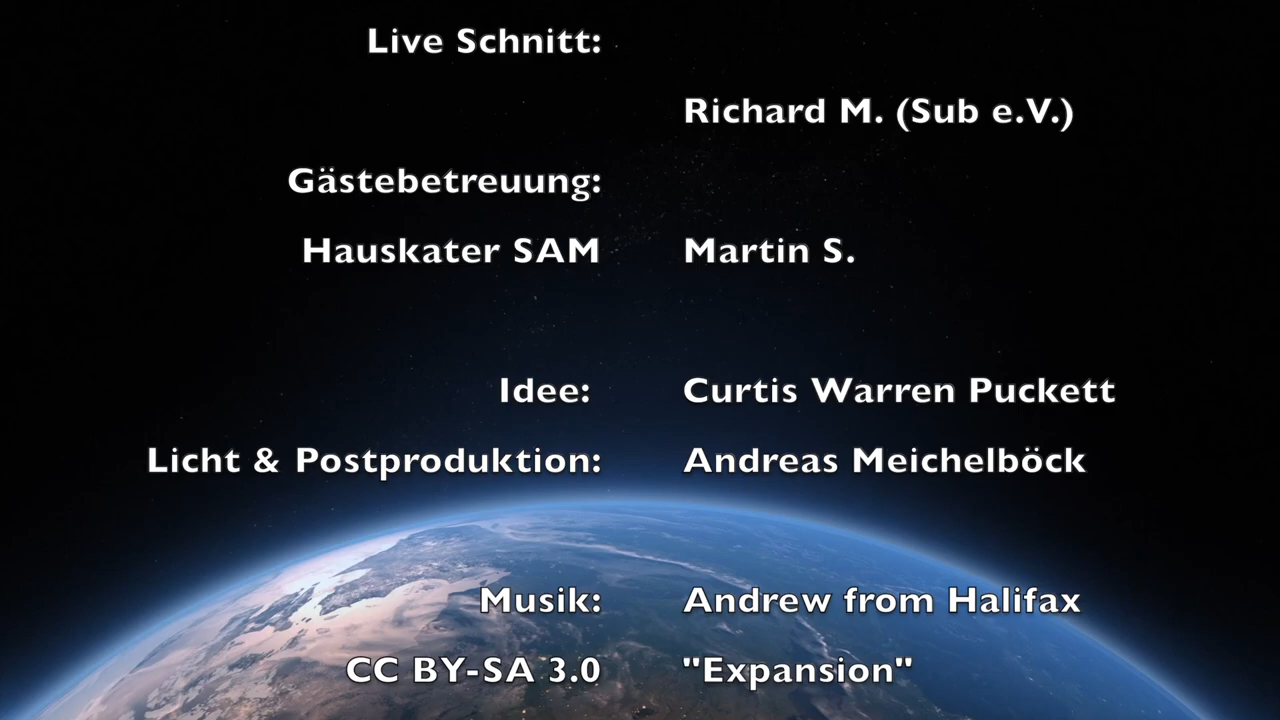 Live Schnitt:
Richard M. (Sub e.V.)
Gästebetreuung:
Hauskater SAM Martin S.
Idee: Curtis Warren Puckett
Licht & Postproduktion: Andreas Meichelböck
Musik: Andrew from Halifax
CC BY-SA 3.0 "Expansion"